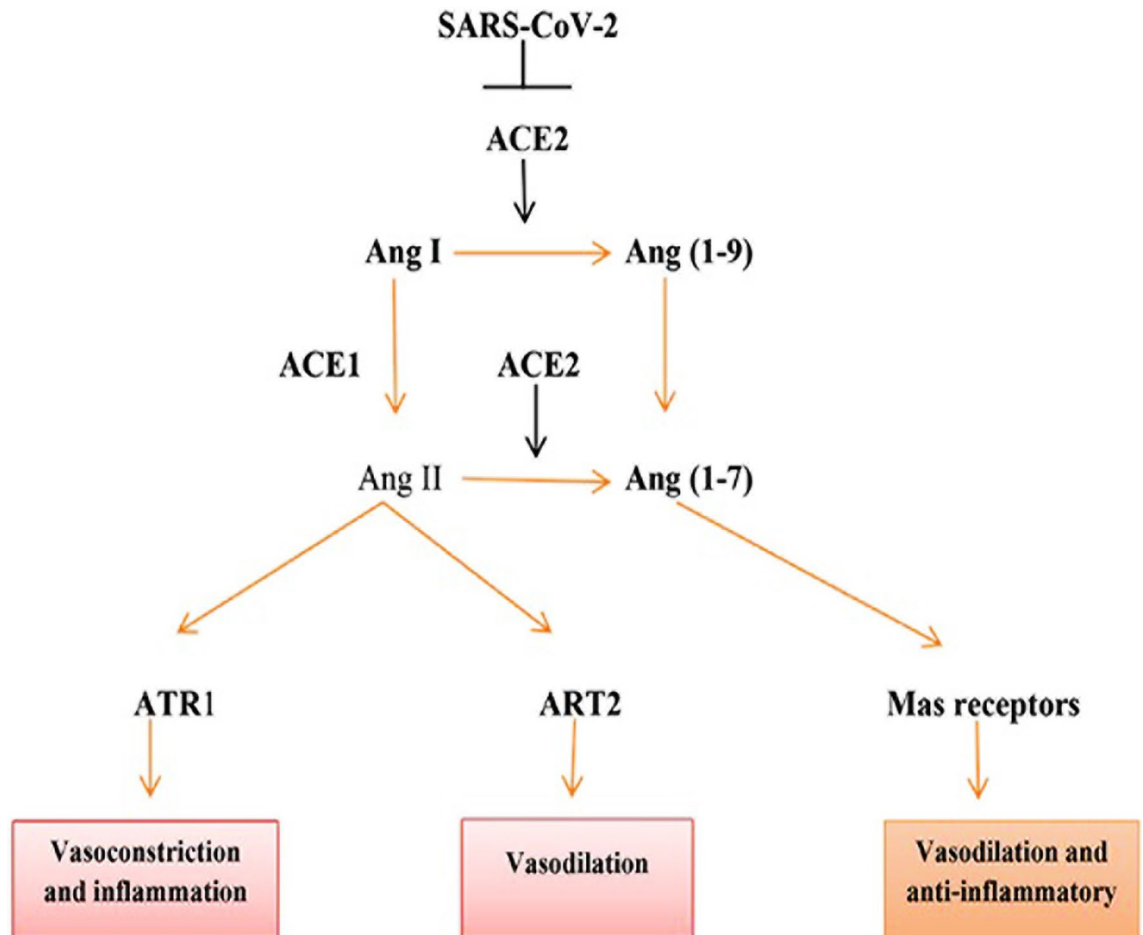 SARS-CoV-2
ACE2
Ang I
Ang (1-9)
ACE1
ACE2
Ang II
Ang (1-7)
ATR1
ART2
Mas receptors
Vasoconstriction
and inflammation
Vasodilation
Vasodilation and
anti-inflammatory